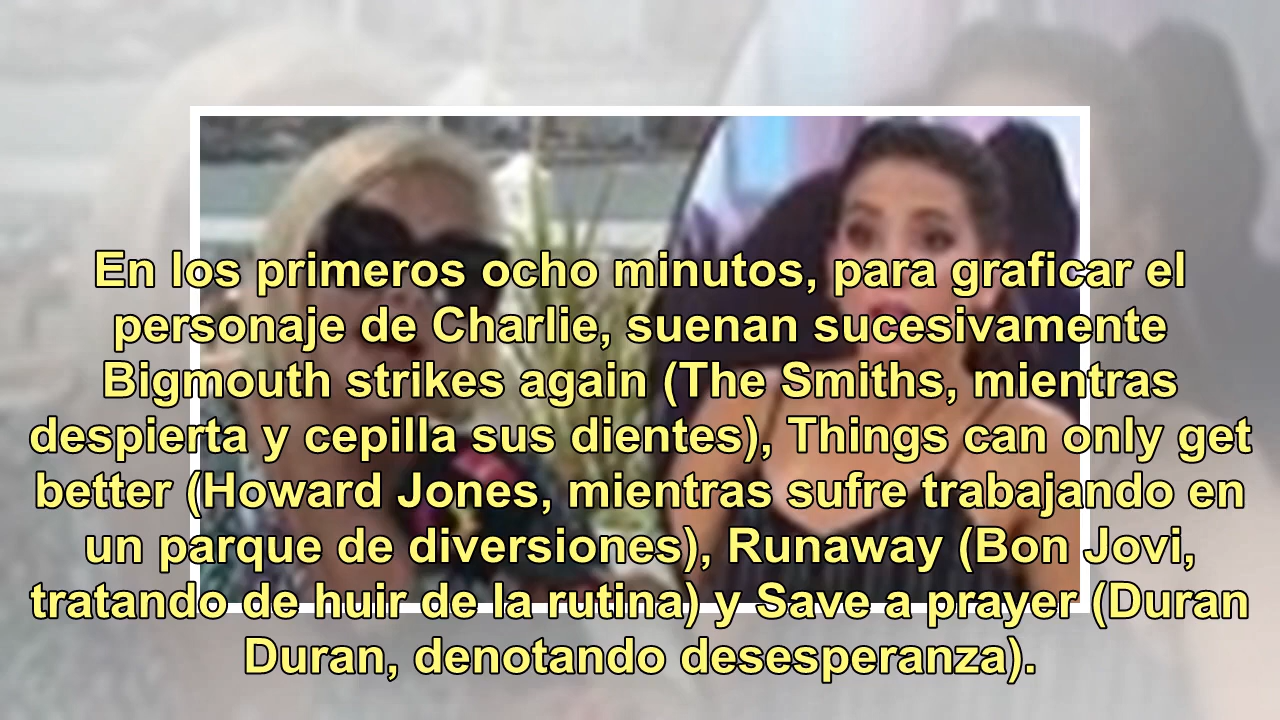 En los primeros ocho minutos, para graficar el
personaje de Charlie, suenan sucesivamente
Bigmouth strikes again (The Smiths, mientras
despierta y cepilla sus dientes), Things can only get
better (Howard Jones, mientras sufre trabajando en
un parque de diversiones), Runaway (Bon Jovi,
tratando de huir de la rutina) y Save a prayer (Duran
Duran, denotando desesperanza).